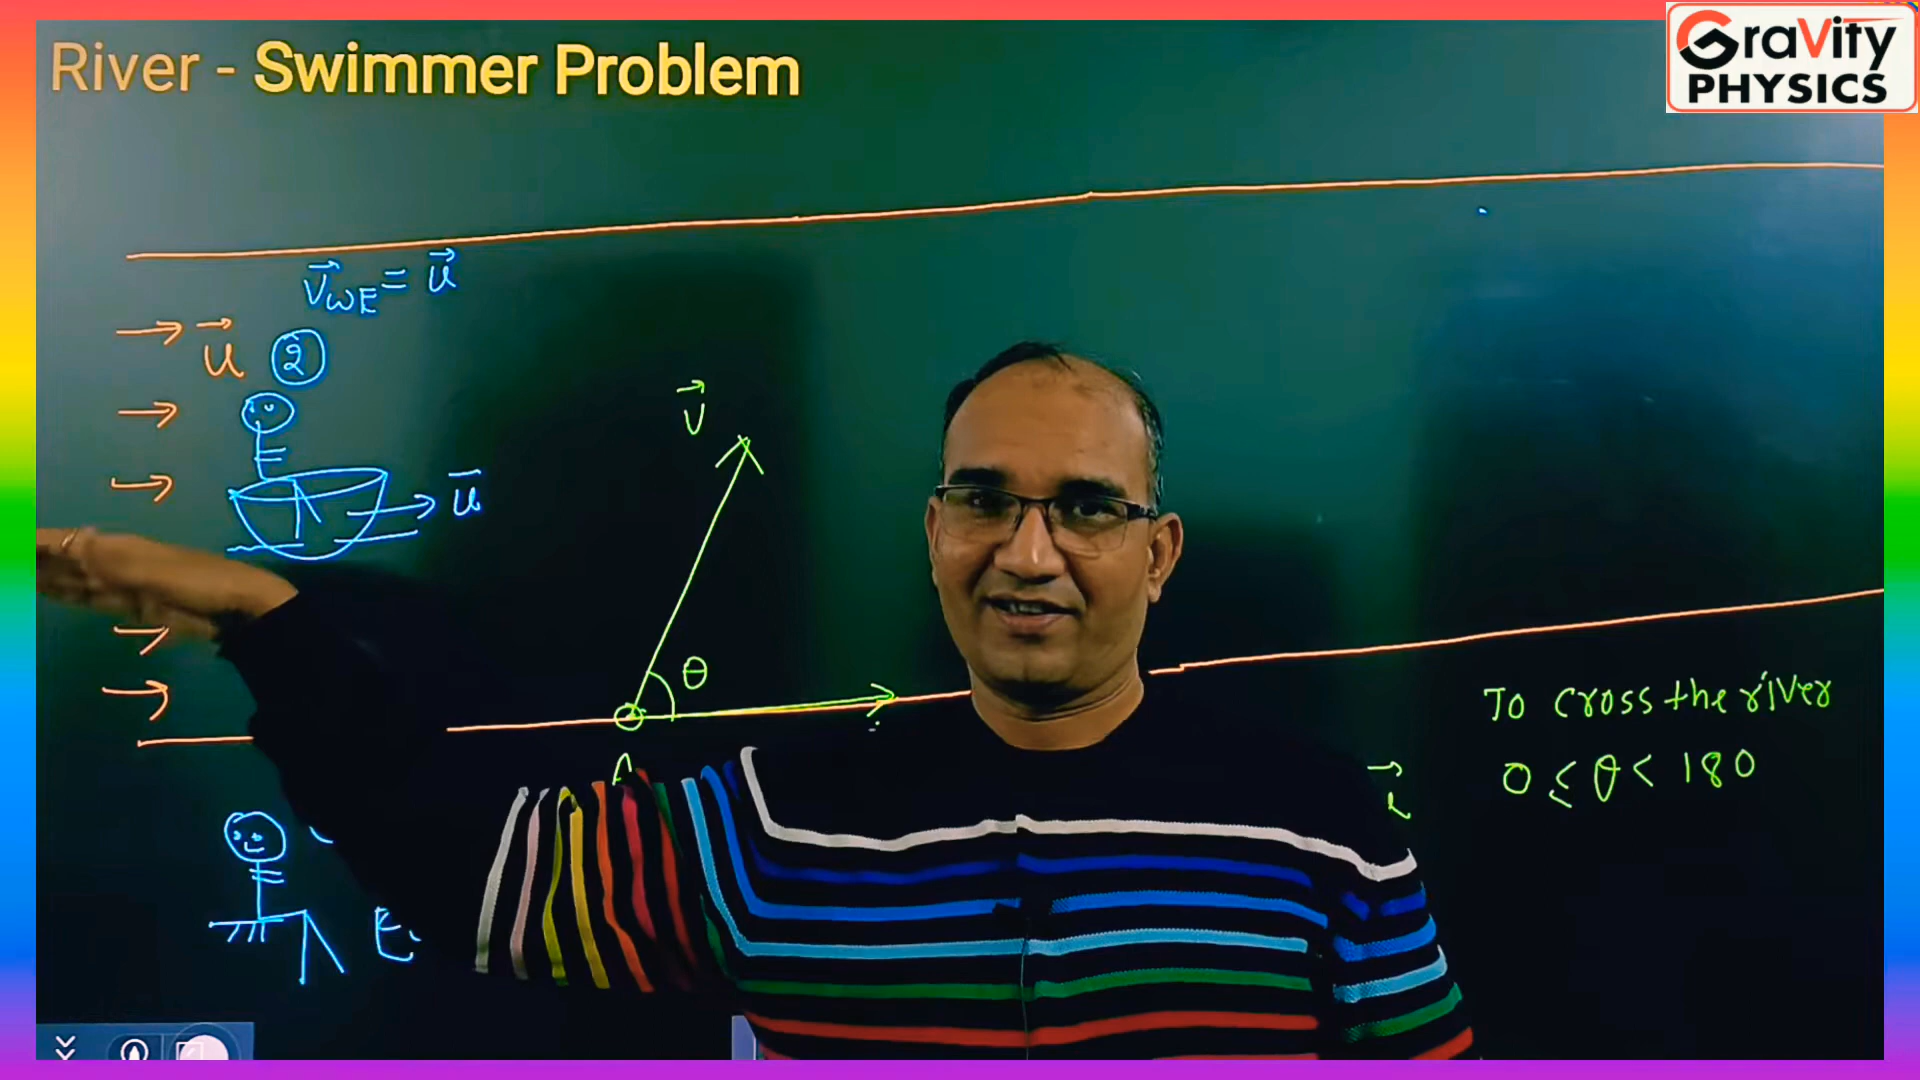 River - Swimmer Problem
GraVity
PHYSICS
V⃗wE = u⃗
u⃗ 2
V⃗
u⃗
θ
A
To cross the river
0 ≤ θ < 180